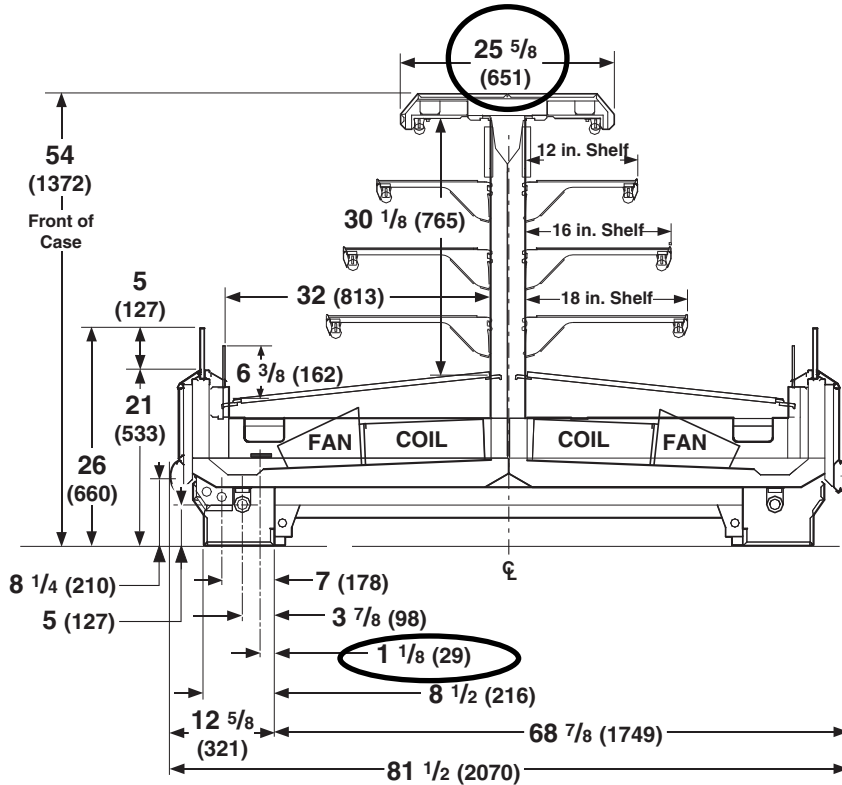 25 5/8
(651)
54
(1372)
Front of
Case
12 in. Shelf
30 1/8 (765)
16 in. Shelf
5
(127)
32 (813)
18 in. Shelf
6 3/8 (162)
21
(533)
FAN
COIL
COIL
FAN
26
(660)
℄
8 1/4 (210)
7 (178)
5 (127)
3 7/8 (98)
1 1/8 (29)
8 1/2 (216)
12 5/8
(321)
68 7/8 (1749)
81 1/2 (2070)